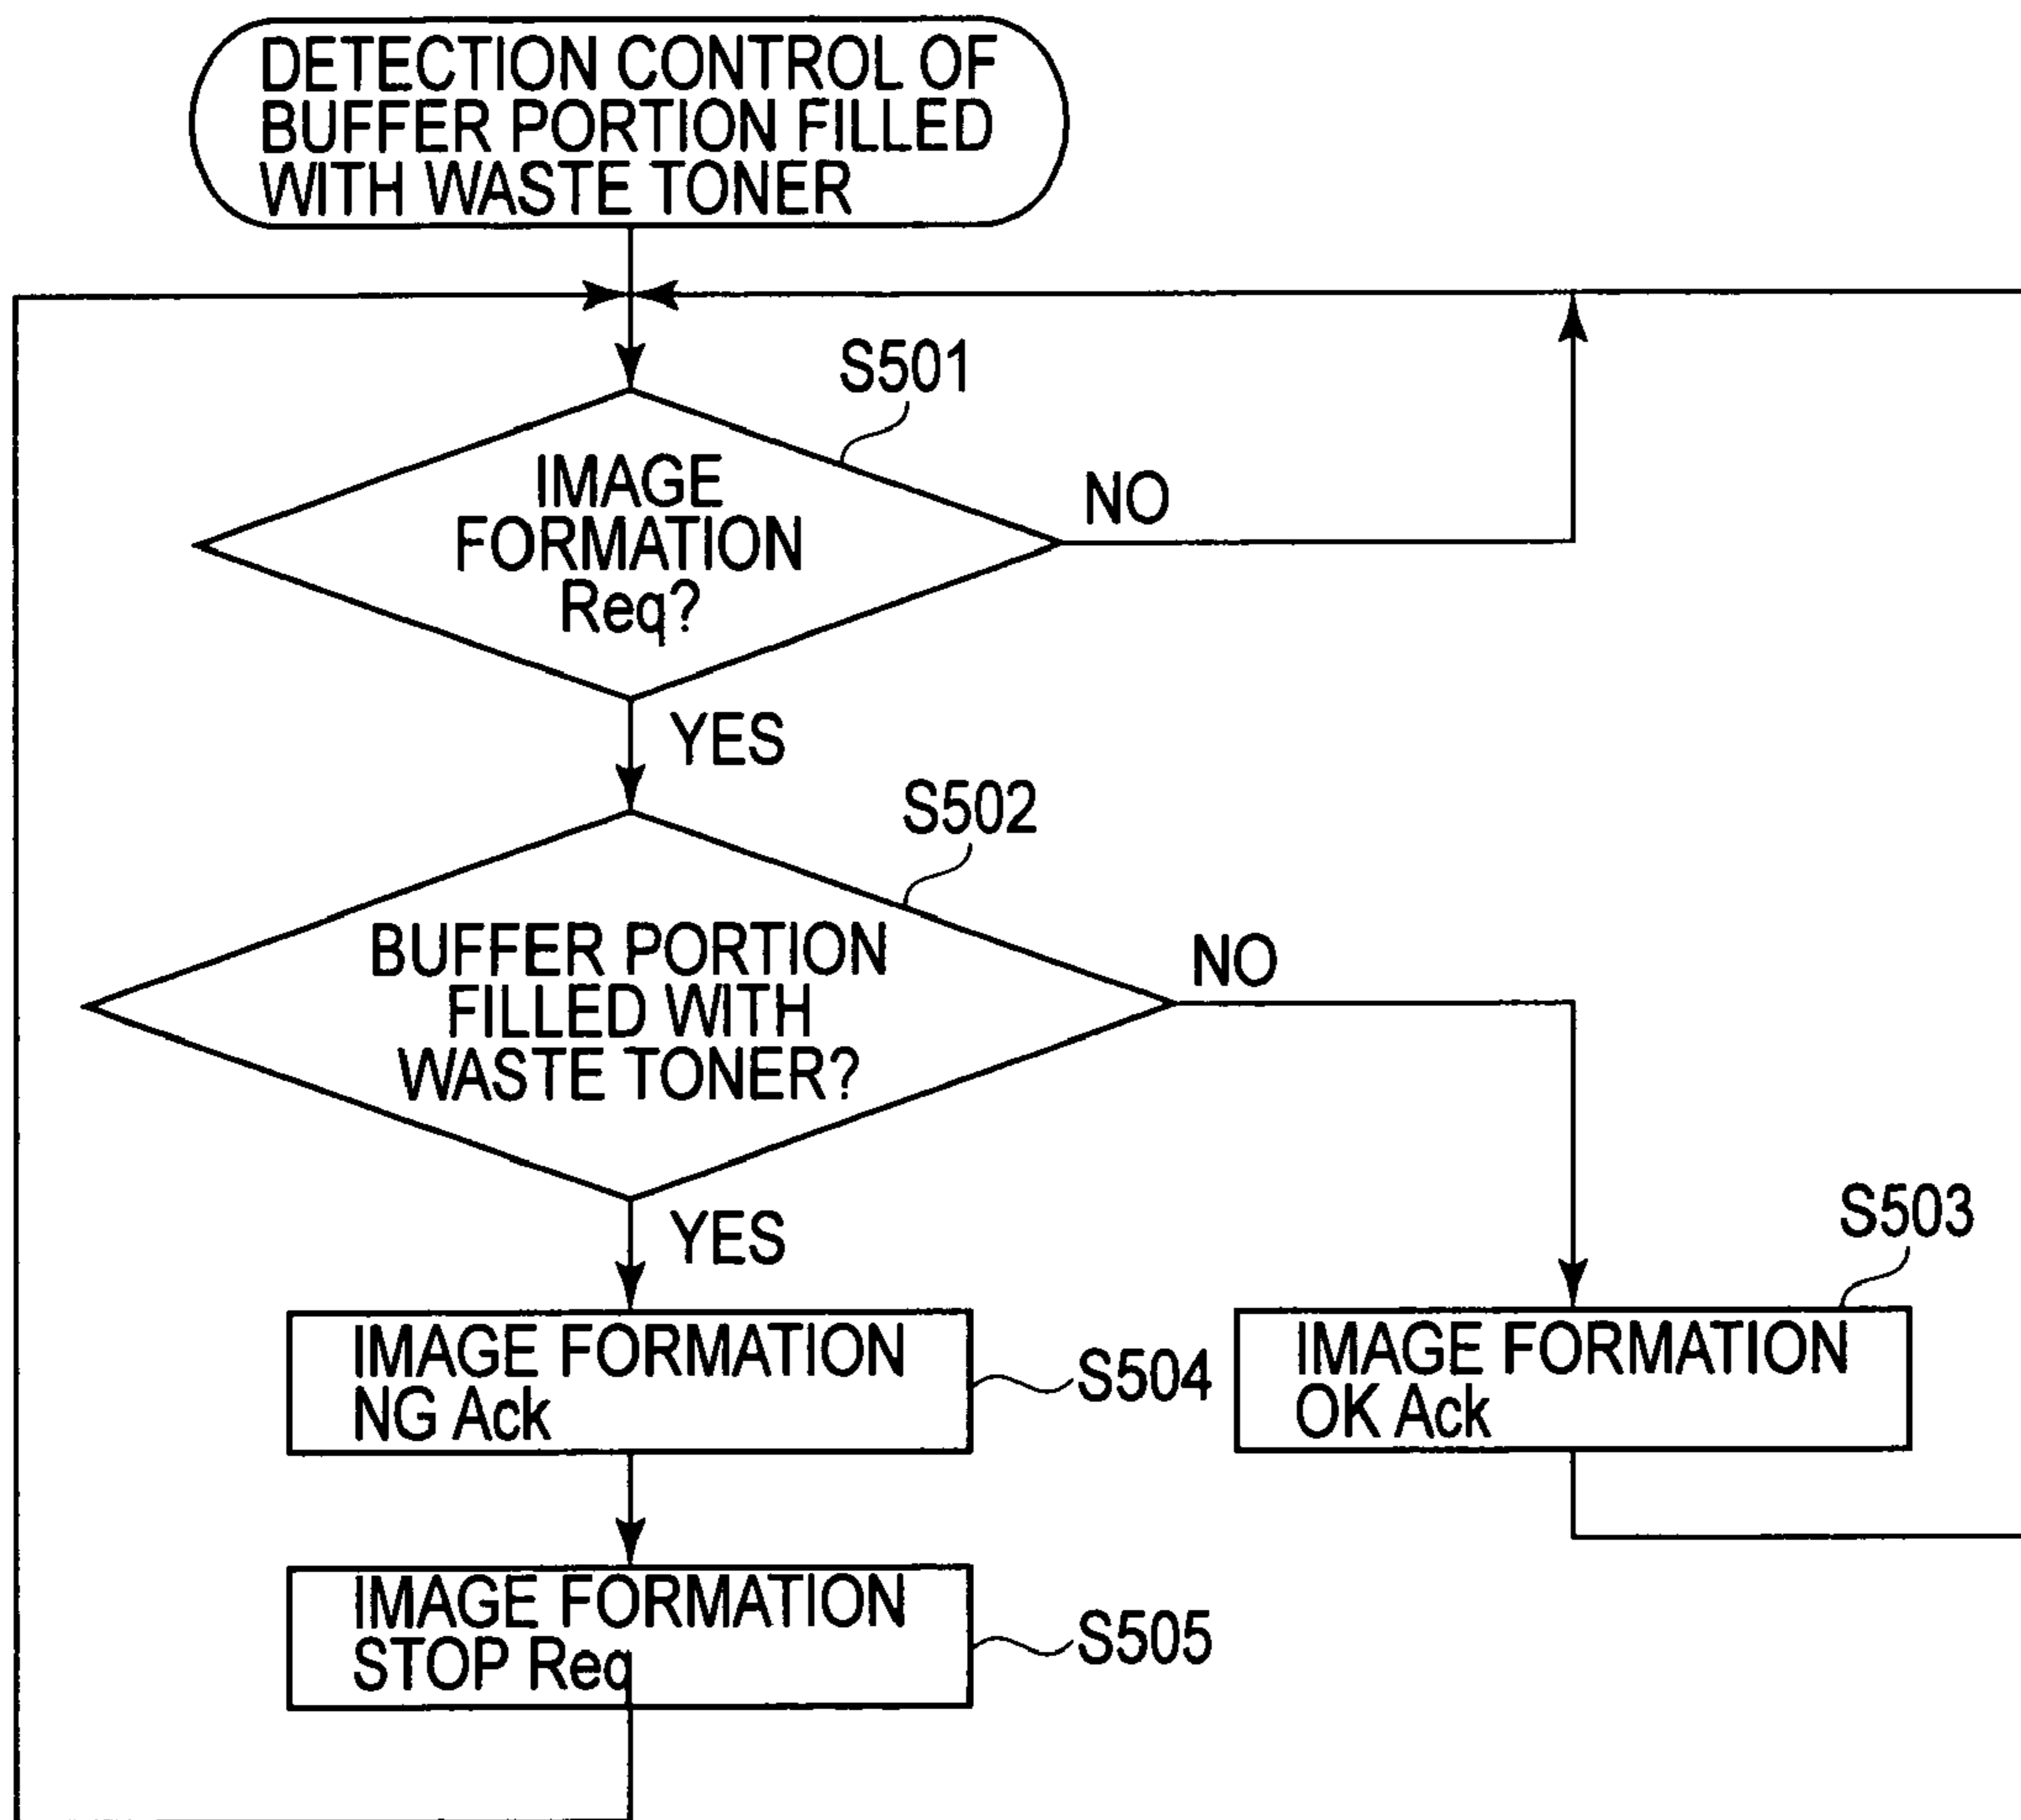 DETECTION CONTROL OF
BUFFER PORTION FILLED
WITH WASTE TONER
S501
IMAGE
FORMATION
Req?
NO
YES
S502
BUFFER PORTION
FILLED WITH
WASTE TONER?
NO
YES
S503
IMAGE FORMATION
NG Ack
S504
IMAGE FORMATION
OK Ack
IMAGE FORMATION
STOP Req
S505